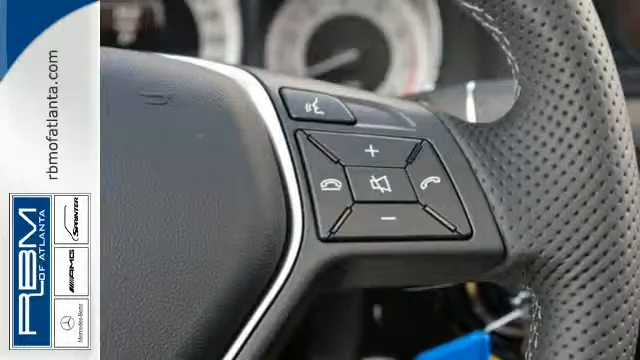 rbmofatlanta.com
RBM
OF ATLANTA
SPRINTER
AMG
Mercedes-Benz
+
−